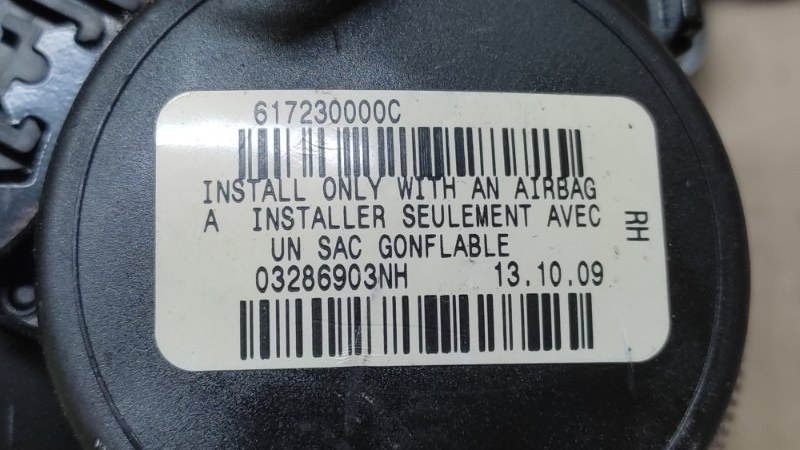 617230000C
INSTALL ONLY WITH AN AIRBAG
A INSTALLER SEULEMENT AVEC
UN SAC GONFLABLE
03286903NH 13.10.09
RH